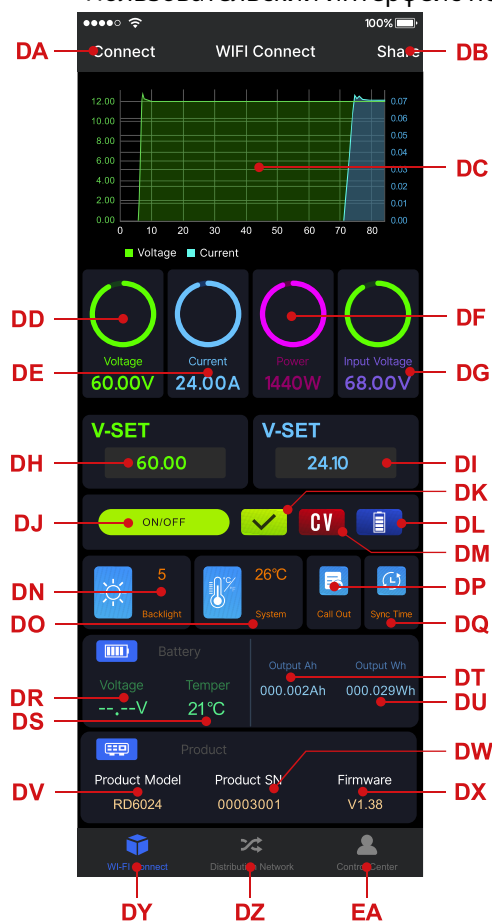 100%
DA Connect WIFI Connect Share DB
12.00 0.07
0.06
10.00
0.05
8.00
0.04
6.00 DC
0.03
4.00
0.02
2.00
0.01
0.00 0.00
0 10 20 30 40 50 60 70 80
Voltage Current
DD DF
Voltage Current Power Input Voltage
DE 60.00V 24.00A 1440W 68.00V DG
V-SET V-SET
DH 60.00 24.10 DI
DK
DJ ON/OFF CV DL
DM
5 26℃
DN DP
Backlight System Call Out Sync Time
DO DQ
Battery
Output Ah Output Wh DT
DR Voltage Temper 000.002Ah 000.029Wh
DU
DS --.--V 21℃
Product DW
DV Product Model Product SN Firmware DX
RD6024 00003001 V1.38
WI-FI Connect Distribution Network Control Center
DY DZ EA